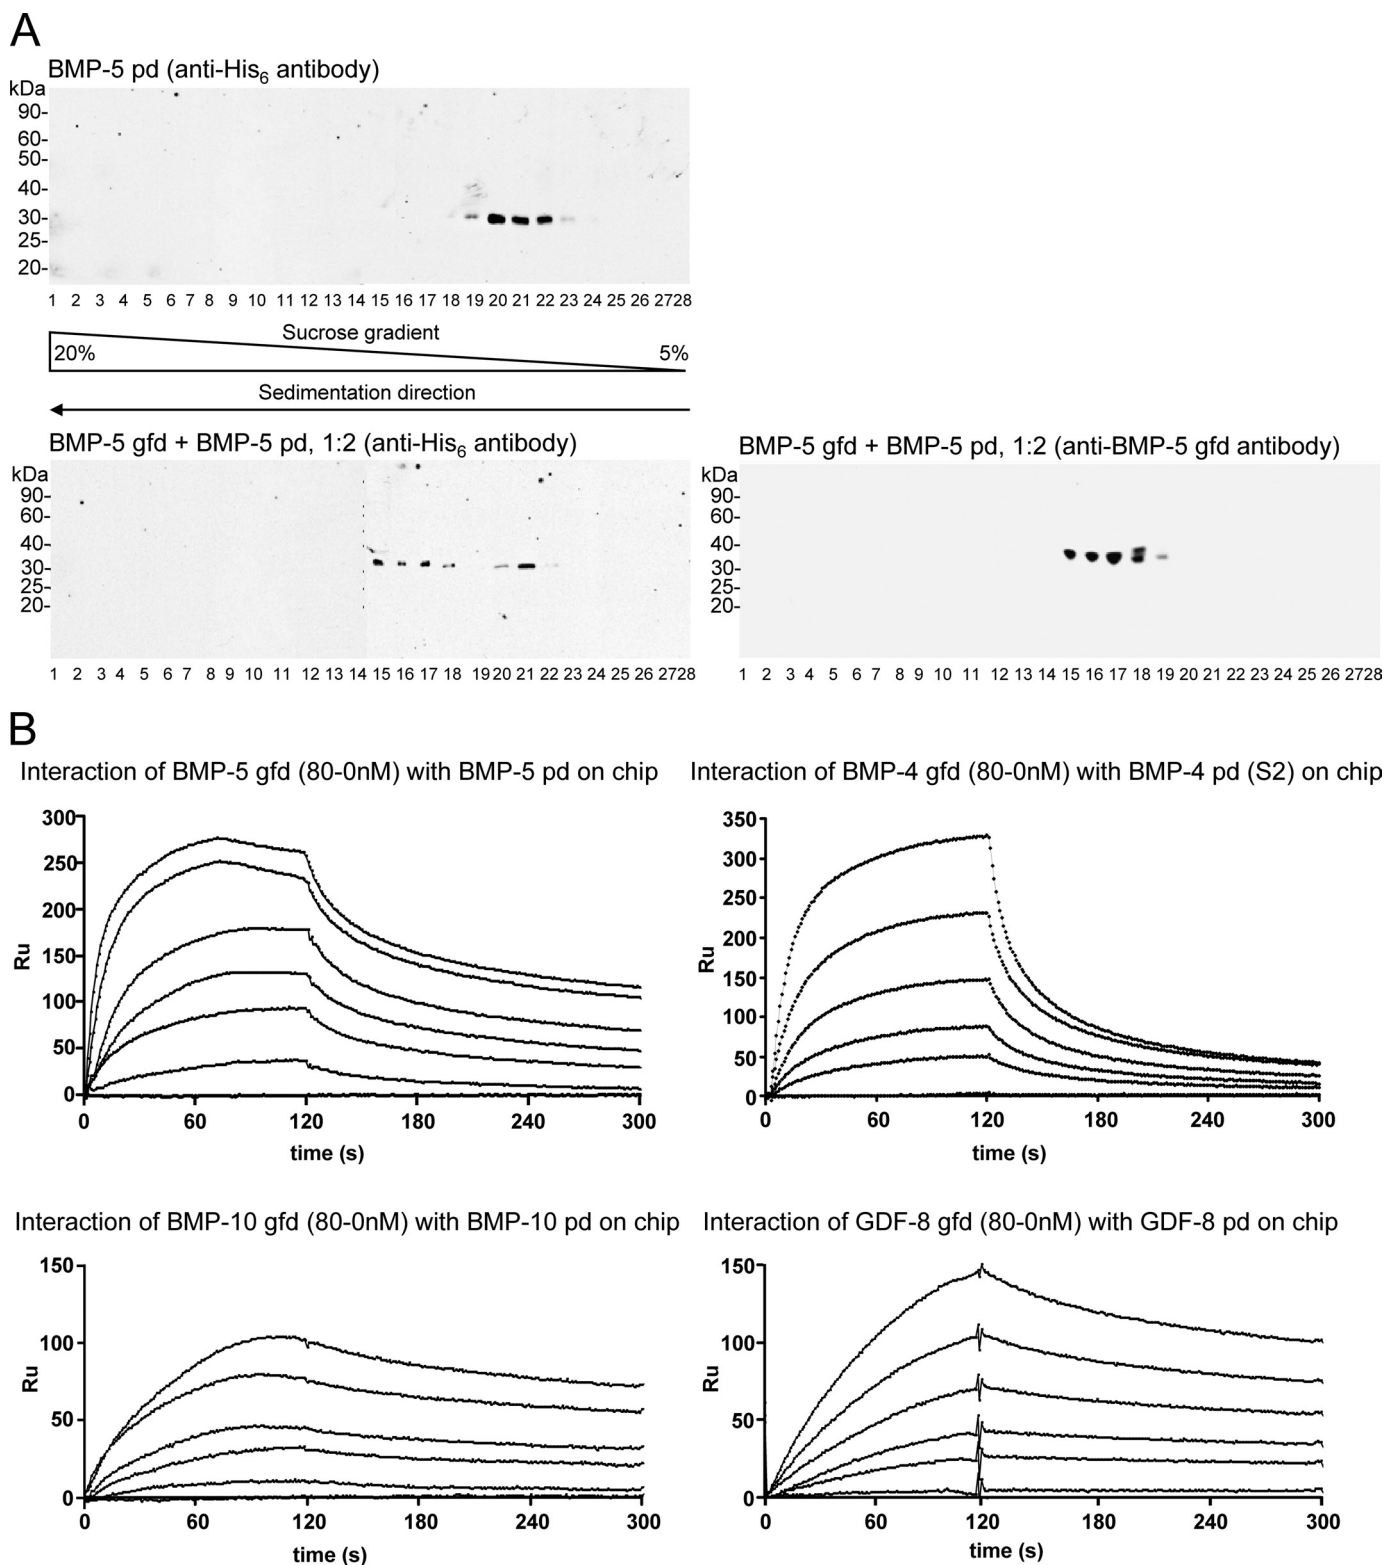 A
BMP-5 pd (anti-His6 antibody)
kDa
90-
60-
50-
40-
30-
25-
20-
1 2 3 4 5 6 7 8 9 10 11 12 13 14 15 16 17 18 19 20 21 22 23 24 25 26 27 28
Sucrose gradient
20% 5%
Sedimentation direction
BMP-5 gfd + BMP-5 pd, 1:2 (anti-His6 antibody)
kDa
90-
60-
40-
30-
25-
20-
1 2 3 4 5 6 7 8 9 10 11 12 13 14 15 16 17 18 19 20 21 22 23 24 25 26 27 28
BMP-5 gfd + BMP-5 pd, 1:2 (anti-BMP-5 gfd antibody)
kDa
90-
60-
40-
30-
25-
20-
1 2 3 4 5 6 7 8 9 10 11 12 13 14 15 16 17 18 19 20 21 22 23 24 25 26 27 28
B
Interaction of BMP-5 gfd (80-0nM) with BMP-5 pd on chip
300
250
200
150
100
50
0
Ru
0 60 120 180 240 300
time (s)
Interaction of BMP-4 gfd (80-0nM) with BMP-4 pd (S2) on chip
350
300
250
200
150
100
50
0
Ru
0 60 120 180 240 300
time (s)
Interaction of BMP-10 gfd (80-0nM) with BMP-10 pd on chip
150
100
50
0
Ru
0 60 120 180 240 300
time (s)
Interaction of GDF-8 gfd (80-0nM) with GDF-8 pd on chip
150
100
50
0
Ru
0 60 120 180 240 300
time (s)